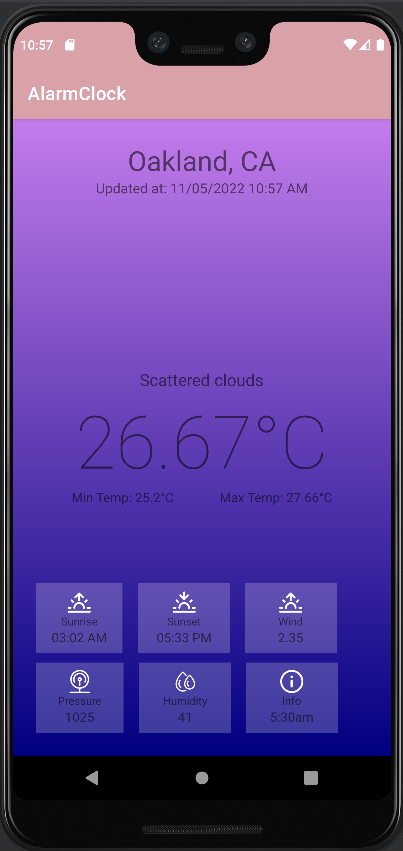 10:57
AlarmClock
Oakland, CA
Updated at: 11/05/2022 10:57 AM
Scattered clouds
26.67°C
Min Temp: 25.2°C Max Temp: 27.66°C
Sunrise Sunset Wind
03:02 AM 05:33 PM 2.35
Pressure Humidity Info
1025 41 5:30am